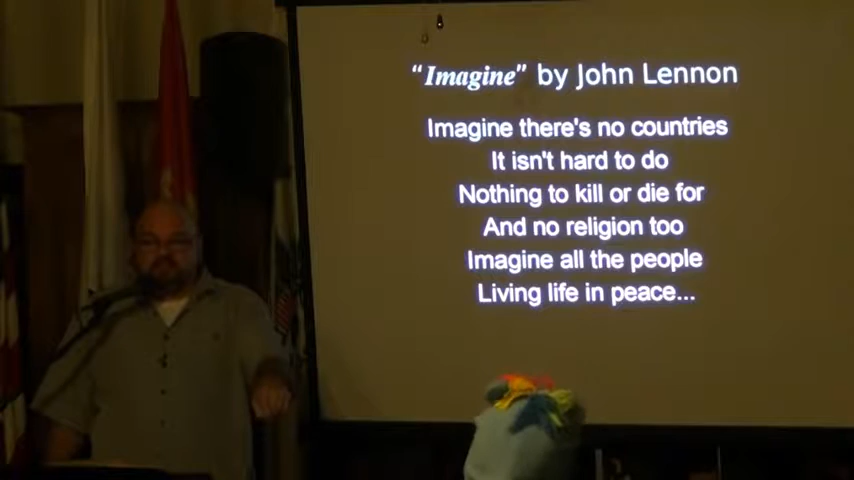 “Imagine” by John Lennon
Imagine there's no countries
It isn't hard to do
Nothing to kill or die for
And no religion too
Imagine all the people
Living life in peace...